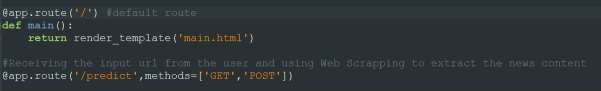 @app.route('/') #default route
def main():
    return render_template('main.html')
#Receiving the input url from the user and using Web Scrapping to extract the news content
@app.route('/predict',methods=['GET','POST'])